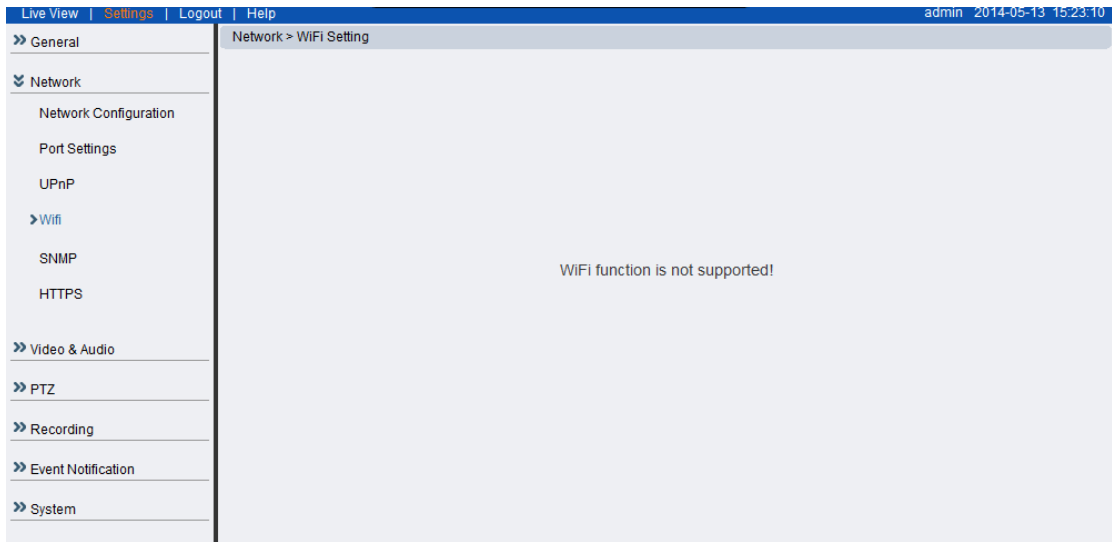 Live View | Settings | Logout | Help admin 2014-05-13 15:23:10
General
Network > WiFi Setting
Network
Network Configuration
Port Settings
UPnP
Wifi
SNMP
HTTPS
Video & Audio
PTZ
Recording
Event Notification
System
WiFi function is not supported!